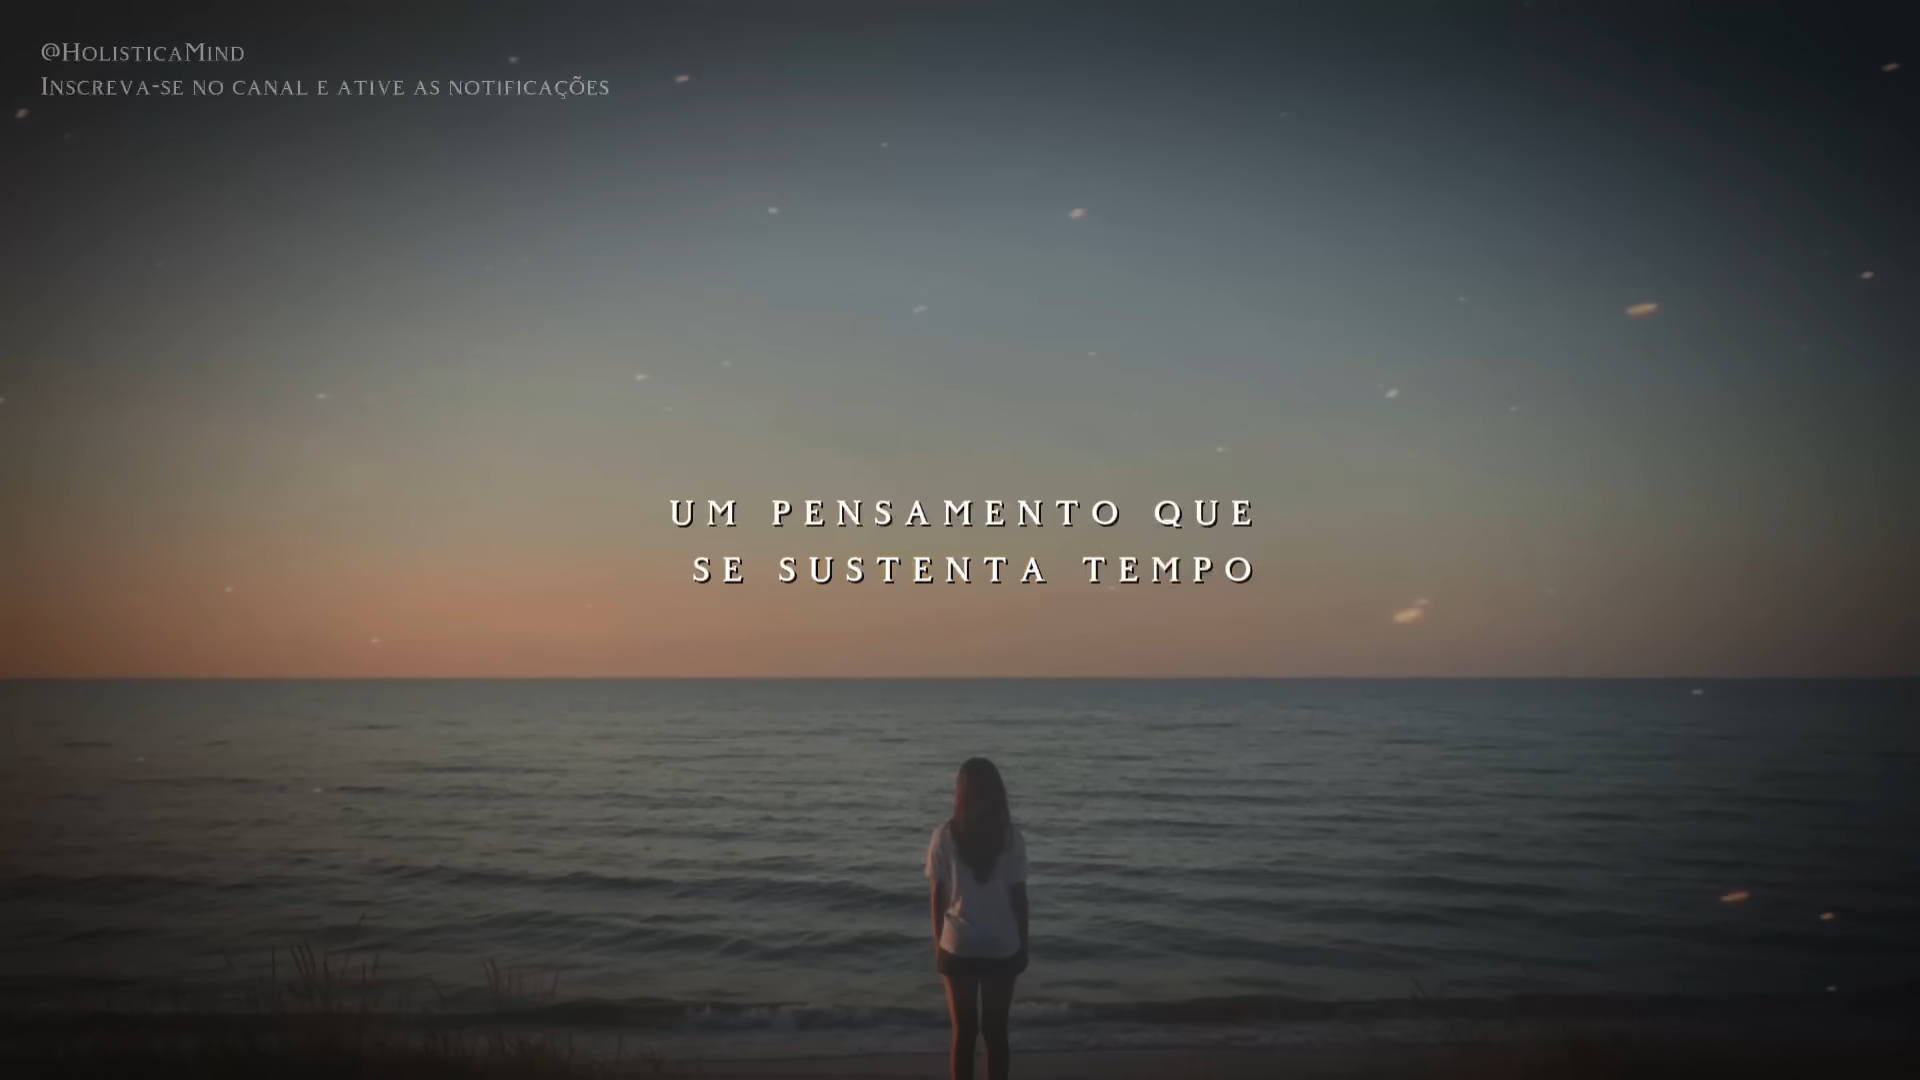 @HolisticaMind
Inscreva-se no canal e ative as notificações
UM PENSAMENTO QUE
SE SUSTENTA TEMPO